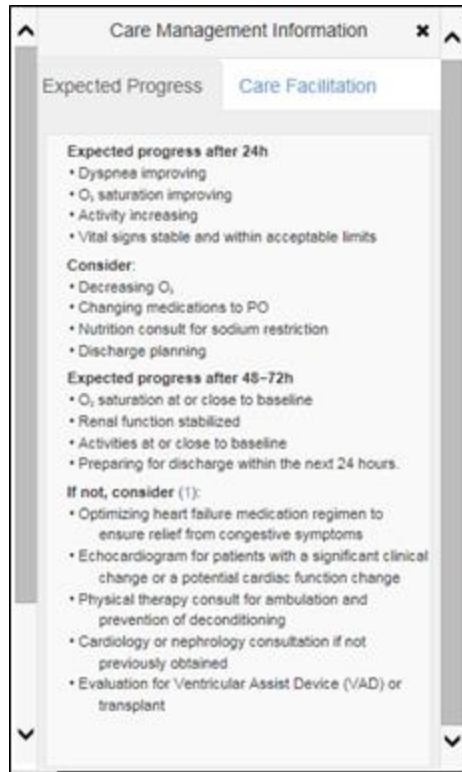 Care Management Information ×
Expected Progress Care Facilitation
Expected progress after 24h
• Dyspnea improving
• O₂ saturation improving
• Activity increasing
• Vital signs stable and within acceptable limits
Consider:
• Decreasing O₂
• Changing medications to PO
• Nutrition consult for sodium restriction
• Discharge planning
Expected progress after 48–72h
• O₂ saturation at or close to baseline
• Renal function stabilized
• Activities at or close to baseline
• Preparing for discharge within the next 24 hours.
If not, consider (1):
• Optimizing heart failure medication regimen to
ensure relief from congestive symptoms
• Echocardiogram for patients with a significant clinical
change or a potential cardiac function change
• Physical therapy consult for ambulation and
prevention of deconditioning
• Cardiology or nephrology consultation if not
previously obtained
• Evaluation for Ventricular Assist Device (VAD) or
transplant